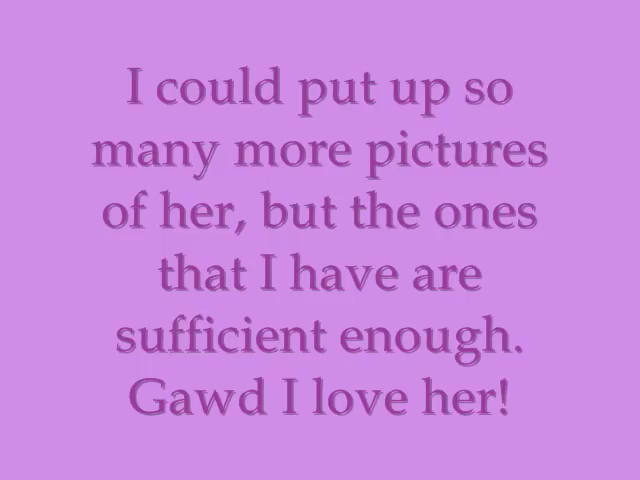 I could put up so
many more pictures
of her, but the ones
that I have are
sufficient enough.
Gawd I love her!